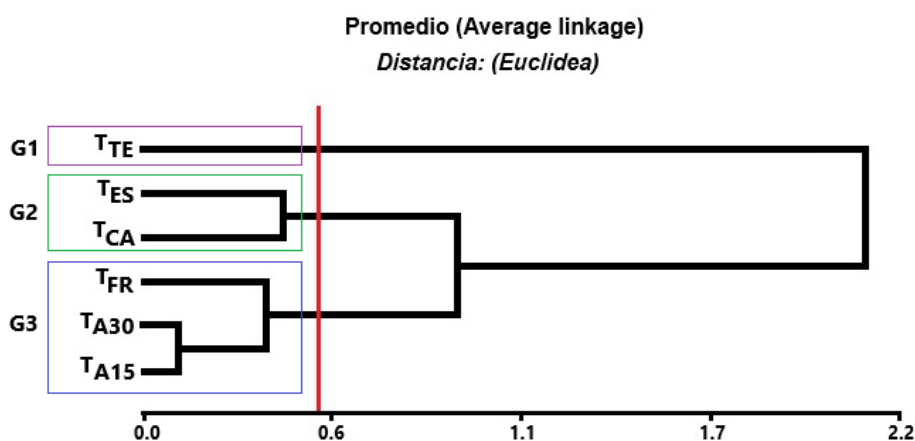 Promedio (Average linkage)
Distancia: (Euclidea)
G1
TTE
G2
TES
TCA
G3
TFR
TA30
TA15
0.0 0.6 1.1 1.7 2.2